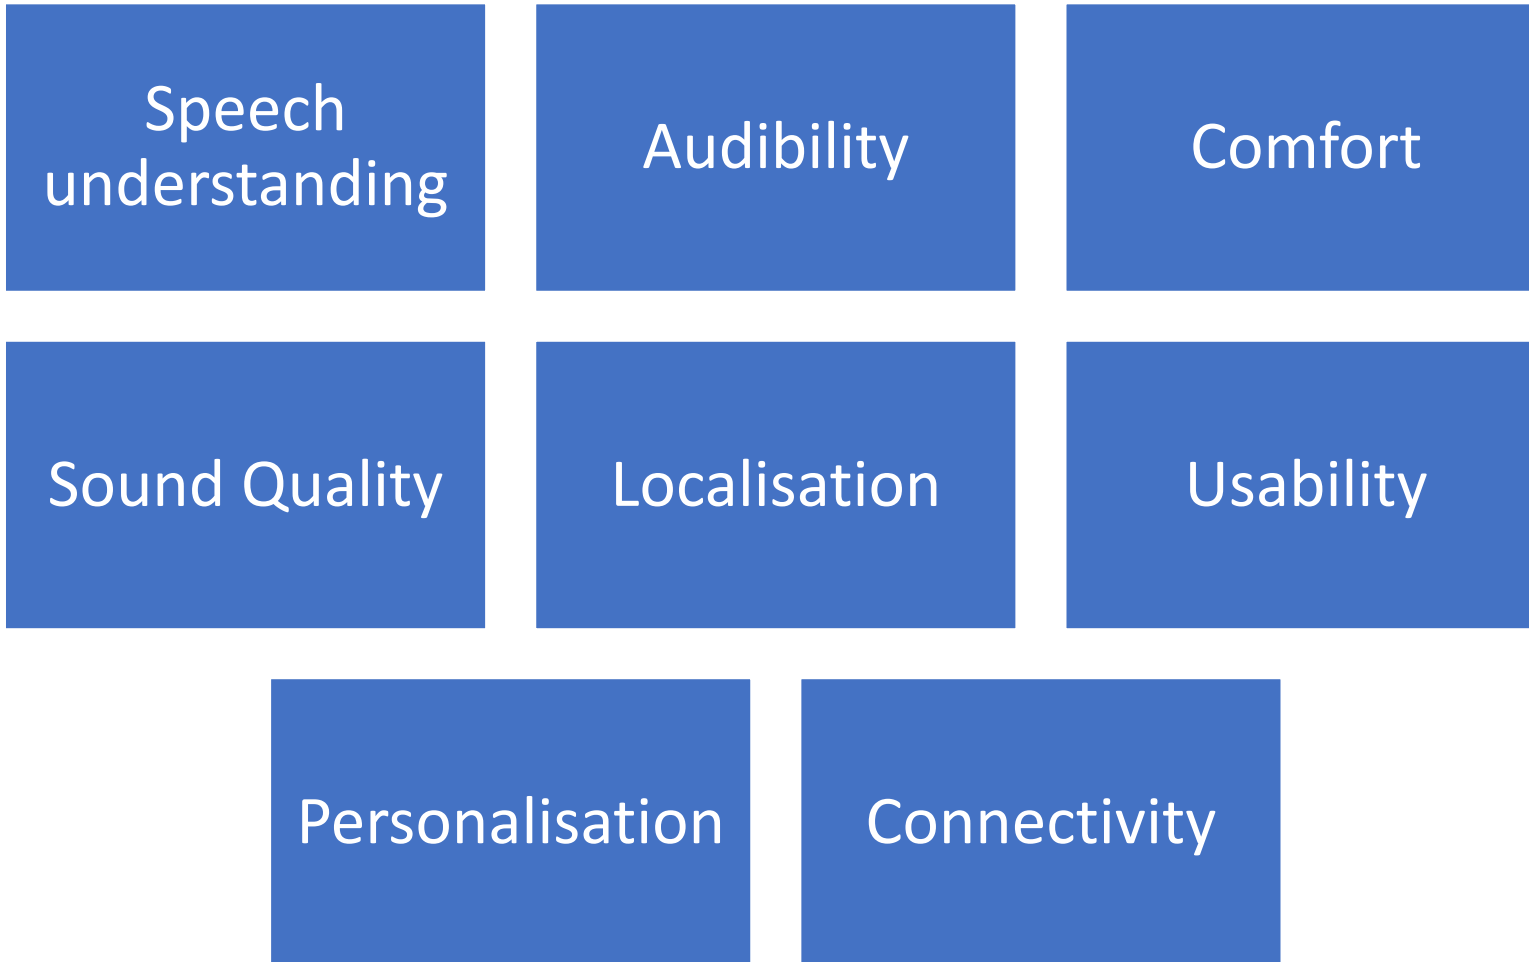 Speech
understanding
Audibility
Comfort
Sound Quality
Localisation
Usability
Personalisation
Connectivity